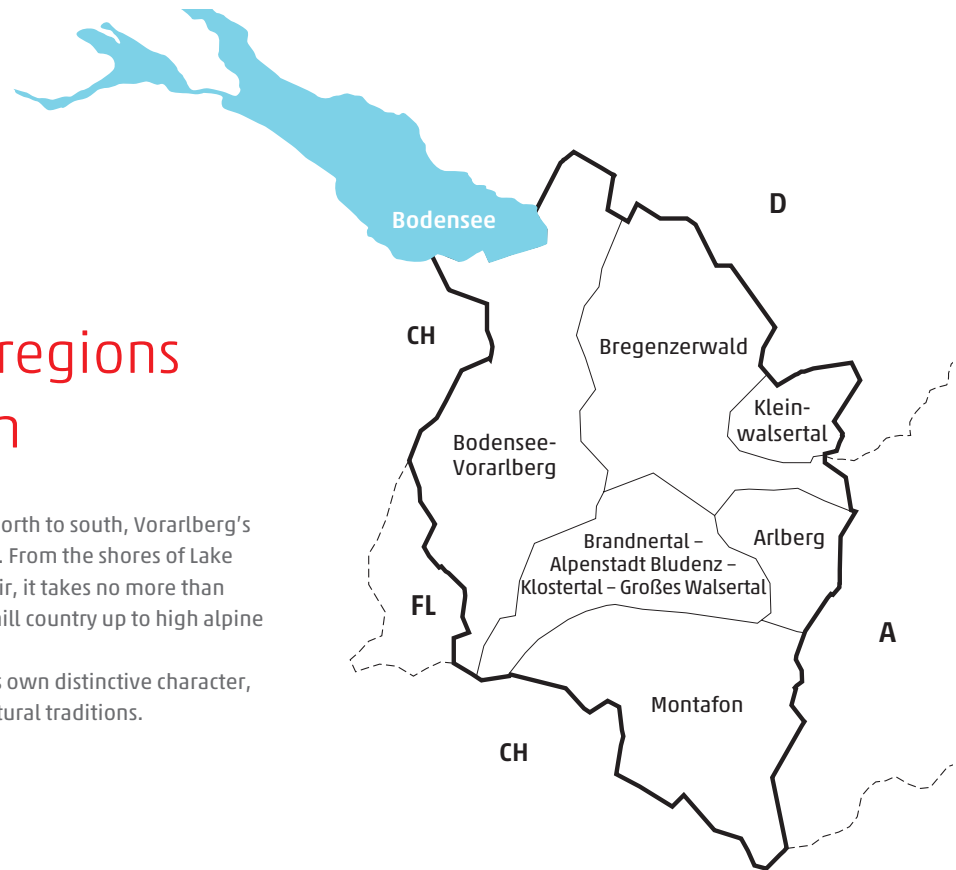 regions
orth to south, Vorarlberg's
. From the shores of Lake
ir, it takes no more than
ill country up to high alpine
s own distinctive character,
tural traditions.
Bodensee
D
CH
Bregenzerwald
Klein-
walsertal
Bodensee-
Vorarlberg
Brandnertal –
Alpenstadt Bludenz –
Klostertal – Großes Walsertal
Arlberg
FL
A
Montafon
CH